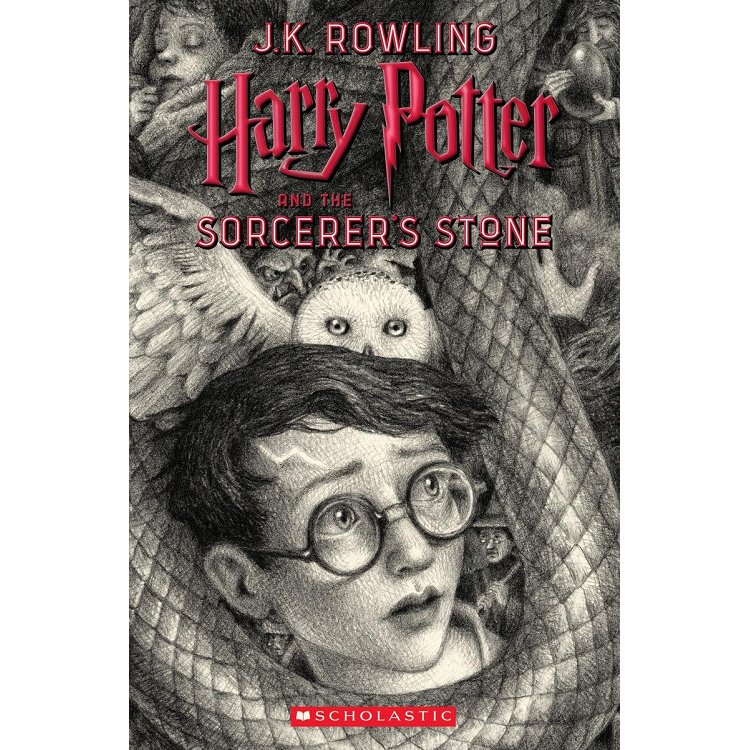 J.K. ROWLING
Harry Potter
AND THE
SORCERER'S STONE
SCHOLASTIC